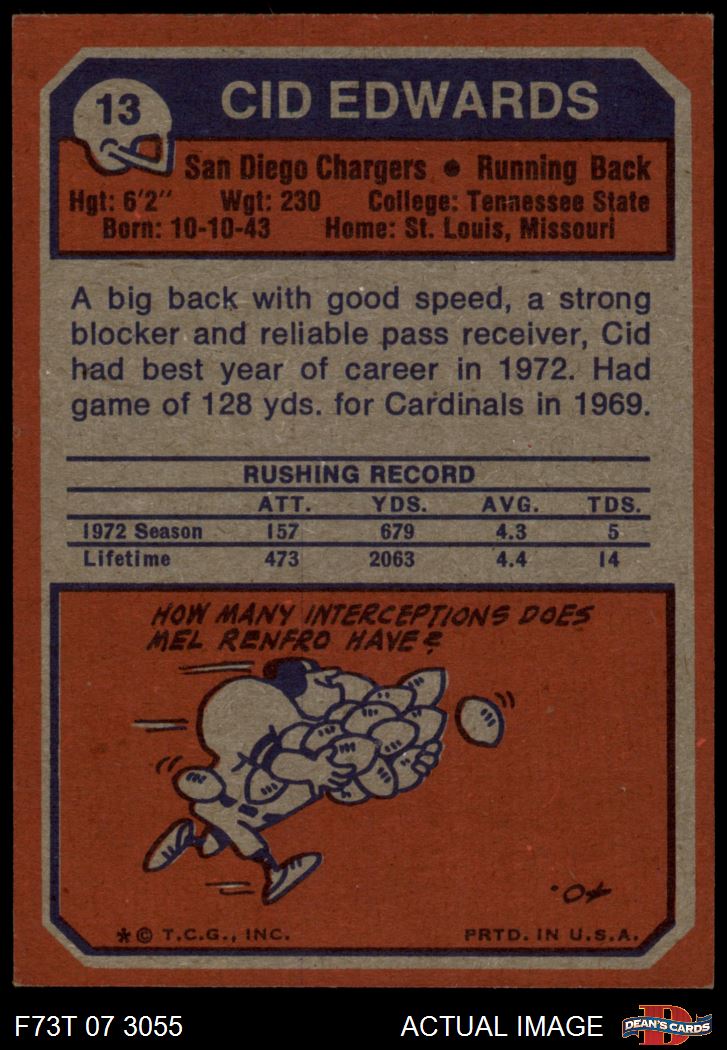 13
CID EDWARDS
San Diego Chargers • Running Back
Hgt: 6'2" Wgt: 230 College: Tennessee State
Born: 10-10-43 Home: St. Louis, Missouri
A big back with good speed, a strong
blocker and reliable pass receiver, Cid
had best year of career in 1972. Had
game of 128 yds. for Cardinals in 1969.
RUSHING RECORD
ATT. YDS. AVG. TDS.
1972 Season 157 679 4.3 5
Lifetime 473 2063 4.4 14
HOW MANY INTERCEPTIONS DOES
MEL RENFRO HAVE?
* © T.C.G., INC. PRTD. IN U.S.A.
F73T 07 3055 ACTUAL IMAGE D DEAN'S CARDS